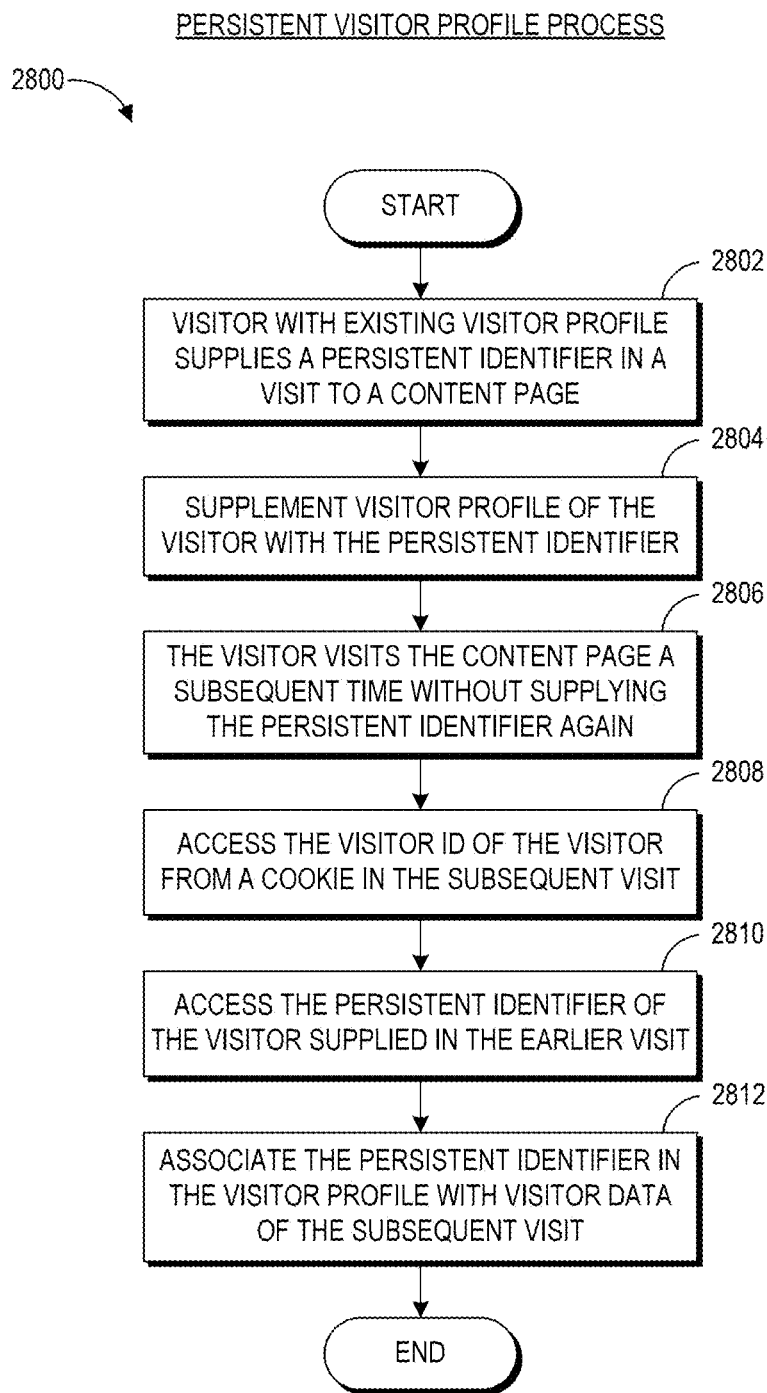 PERSISTENT VISITOR PROFILE PROCESS
2800
START
2802
VISITOR WITH EXISTING VISITOR PROFILE
SUPPLIES A PERSISTENT IDENTIFIER IN A
VISIT TO A CONTENT PAGE
2804
SUPPLEMENT VISITOR PROFILE OF THE
VISITOR WITH THE PERSISTENT IDENTIFIER
2806
THE VISITOR VISITS THE CONTENT PAGE A
SUBSEQUENT TIME WITHOUT SUPPLYING
THE PERSISTENT IDENTIFIER AGAIN
2808
ACCESS THE VISITOR ID OF THE VISITOR
FROM A COOKIE IN THE SUBSEQUENT VISIT
2810
ACCESS THE PERSISTENT IDENTIFIER OF
THE VISITOR SUPPLIED IN THE EARLIER VISIT
2812
ASSOCIATE THE PERSISTENT IDENTIFIER IN
THE VISITOR PROFILE WITH VISITOR DATA
OF THE SUBSEQUENT VISIT
END